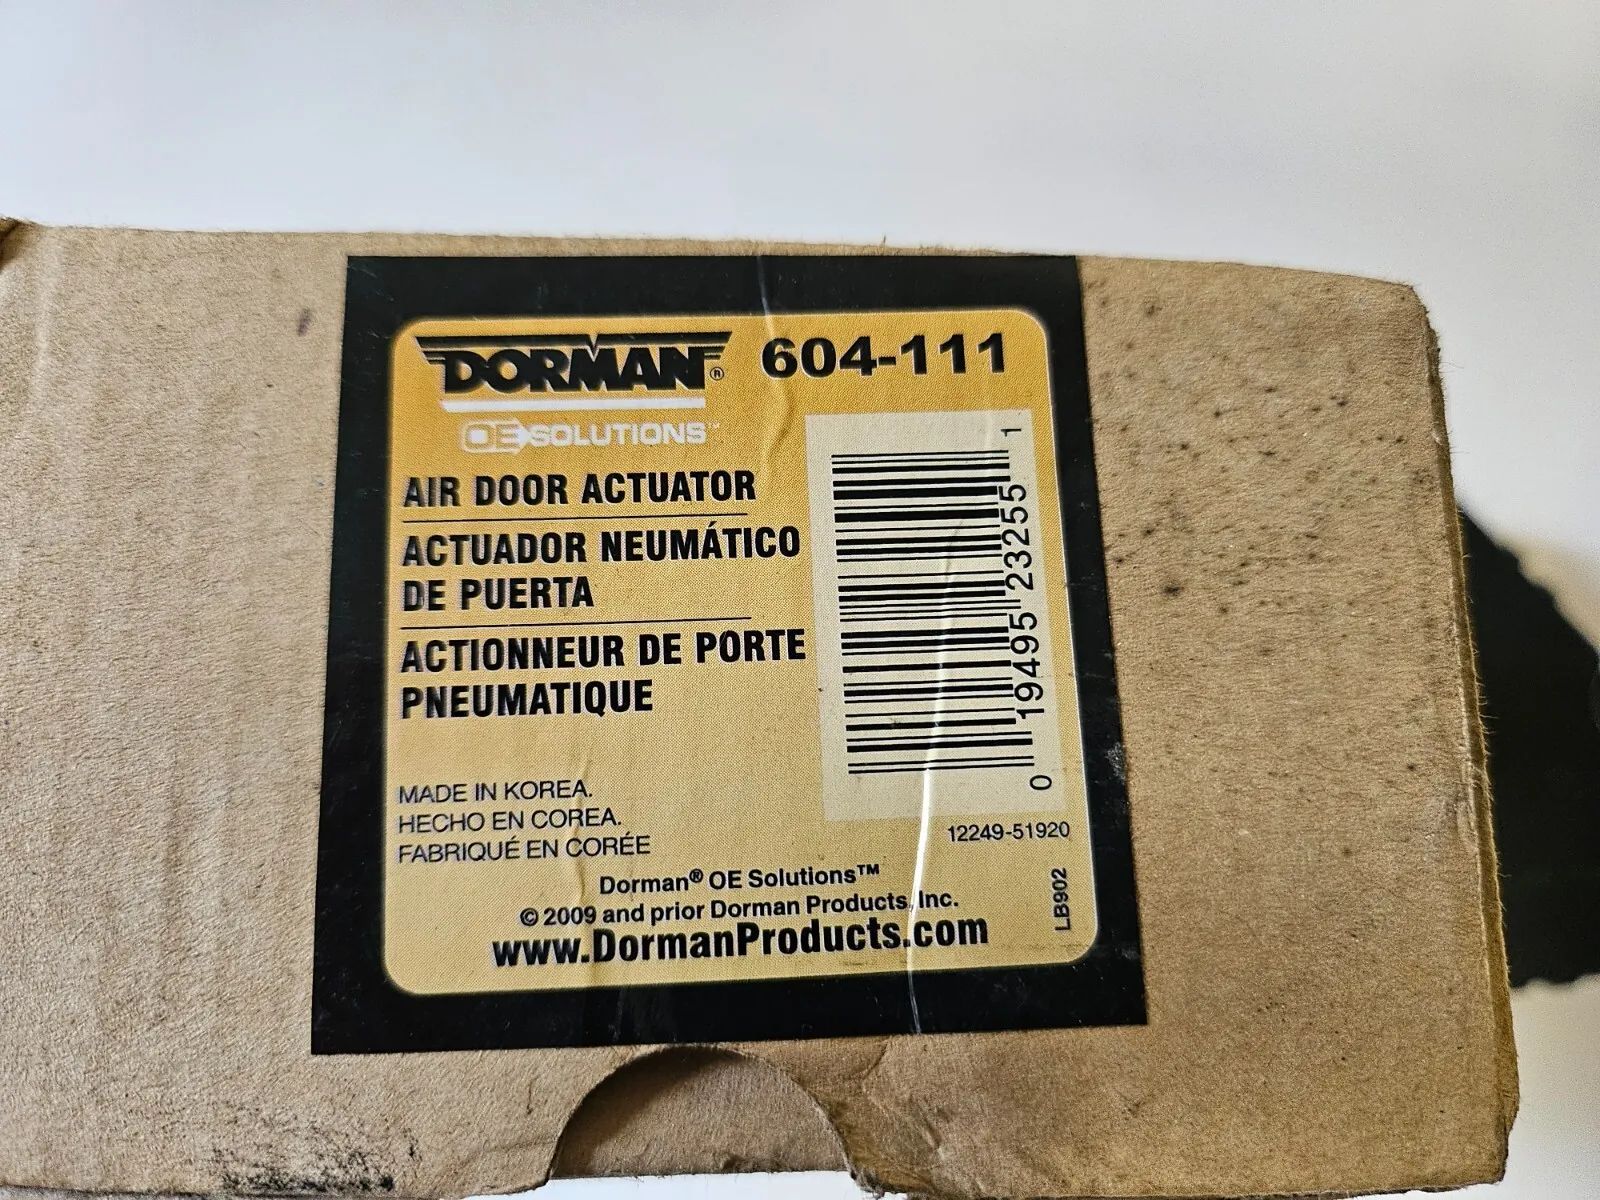 DORMAN® 604-111
OE SOLUTIONS™
AIR DOOR ACTUATOR
ACTUADOR NEUMÁTICO
DE PUERTA
ACTIONNEUR DE PORTE
PNEUMATIQUE
0 19495 23255 1
MADE IN KOREA.
HECHO EN COREA.
FABRIQUÉ EN CORÉE
12249-51920
LB902
Dorman® OE Solutions™
© 2009 and prior Dorman Products, Inc.
www.DormanProducts.com